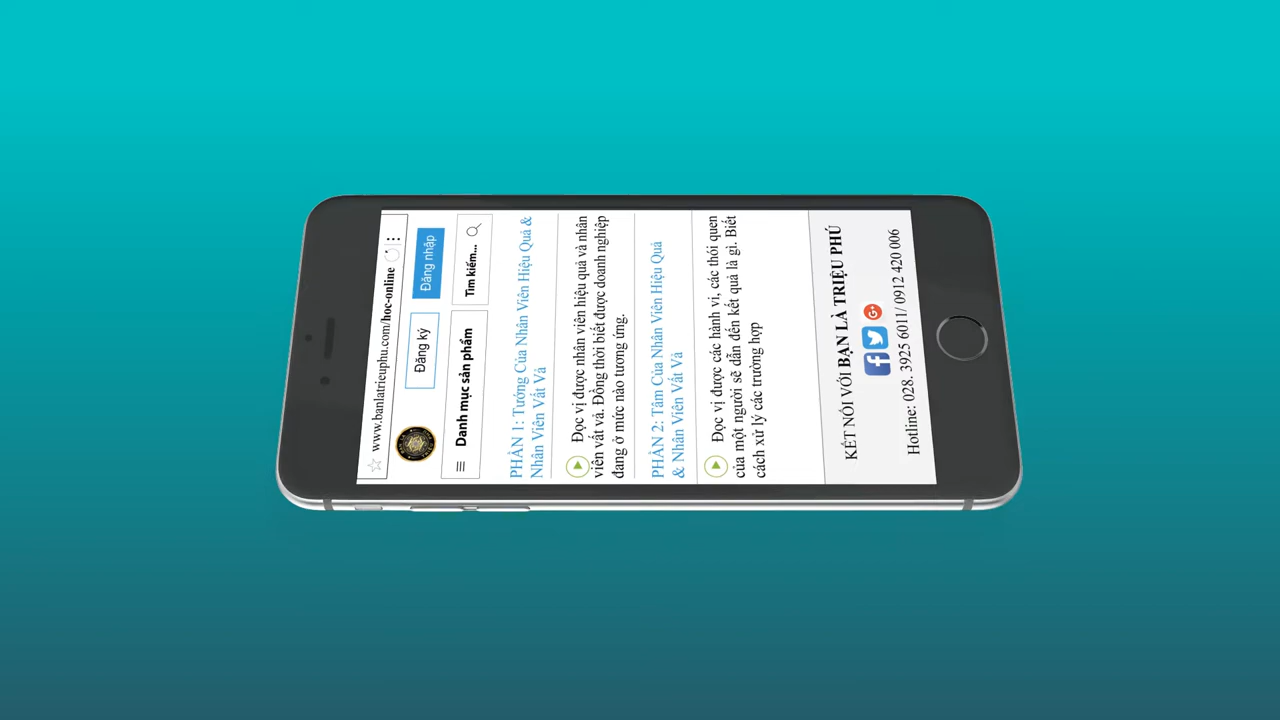 www.banlatrieuphu.com/hoc-online
Đăng ký
Đăng nhập
Danh mục sản phẩm
Tìm kiếm...
PHẦN 1: Tướng Của Nhân Viên Hiệu Quả &
Nhân Viên Vất Vả
Đọc vị được nhân viên hiệu quả và nhân
viên vất vả. Đồng thời biết được doanh nghiệp
đang ở mức nào tương ứng.
PHẦN 2: Tâm Của Nhân Viên Hiệu Quả
& Nhân Viên Vất Vả
Đọc vị được các hành vi, các thói quen
của một người sẽ dẫn đến kết quả là gì. Biết
cách xử lý các trường hợp
KẾT NỐI VỚI BẠN LÀ TRIỆU PHÚ
Hotline: 028. 3925 6011/ 0912 420 006